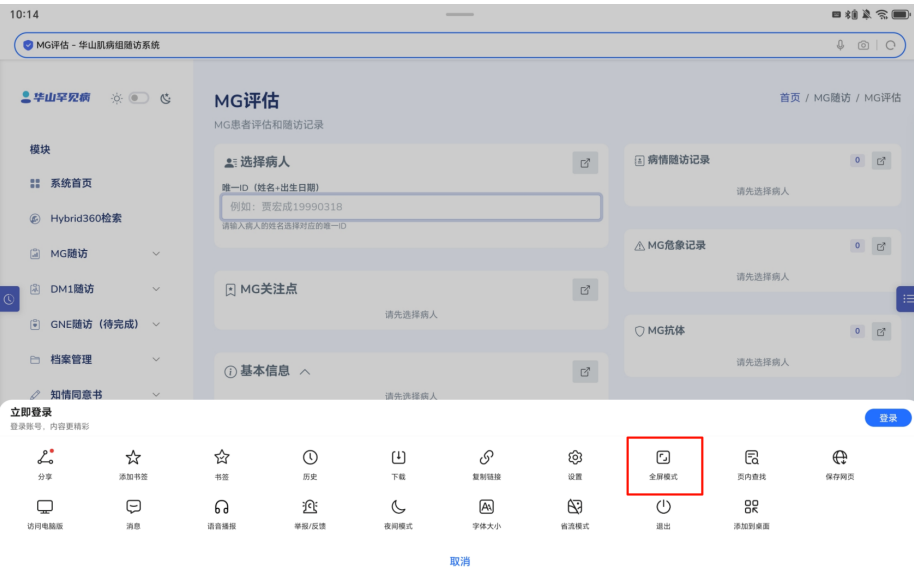 10:14
MG评估 - 华山肌病组随访系统
华山罕见病
模块
系统首页
Hybrid360检索
MG随访
DM1随访
GNE随访（待完成）
档案管理
知情同意书
MG评估
首页 / MG随访 / MG评估
MG患者评估和随访记录
选择病人
唯一ID（姓名+出生日期）
例如：贾宏成19990318
请输入病人的姓名选择对应的唯一ID
MG关注点
请先选择病人
基本信息
请先选择病人
病情随访记录 0
请先选择病人
MG危象记录 0
请先选择病人
MG抗体 0
请先选择病人
立即登录
登录账号，内容更精彩
登录
分享 添加书签 书签 历史 下载 复制链接 设置 全屏模式 页内查找 保存网页
访问电脑版 消息 语音播报 举报/反馈 夜间模式 字体大小 省流模式 退出 添加到桌面
取消